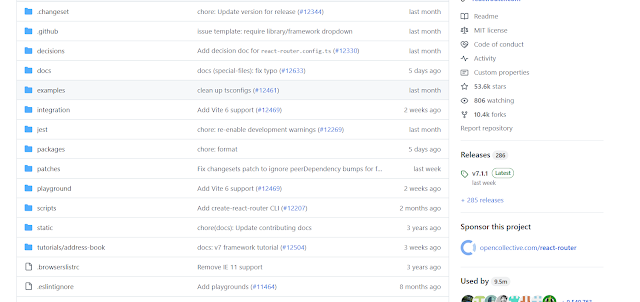 .changeset chore: Update version for release (#12344) last month
.github issue template: require library/framework dropdown last month
decisions Add decision doc for react-router.config.ts (#12330) last month
docs docs (special-files): fix typo (#12633) 5 days ago
examples clean up tsconfigs (#12461) last month
integration Add Vite 6 support (#12469) 2 weeks ago
jest chore: re-enable development warnings (#12269) last month
packages chore: format 5 days ago
patches Fix changesets patch to ignore peerDependency bumps for f... last week
playground Add Vite 6 support (#12469) 2 weeks ago
scripts Add create-react-router CLI (#12207) 2 months ago
static chore(docs): Update contributing docs 3 years ago
tutorials/address-book docs: v7 framework tutorial (#12504) 3 weeks ago
.browserslistrc Remove IE 11 support 3 years ago
.eslintignore Add playgrounds (#11464) 8 months ago
Readme
MIT license
Code of conduct
Activity
Custom properties
53.6k stars
806 watching
10.4k forks
Report repository
Releases 286
v7.1.1 Latest
last week
+ 285 releases
Sponsor this project
opencollective.com/react-router
Used by 9.5m